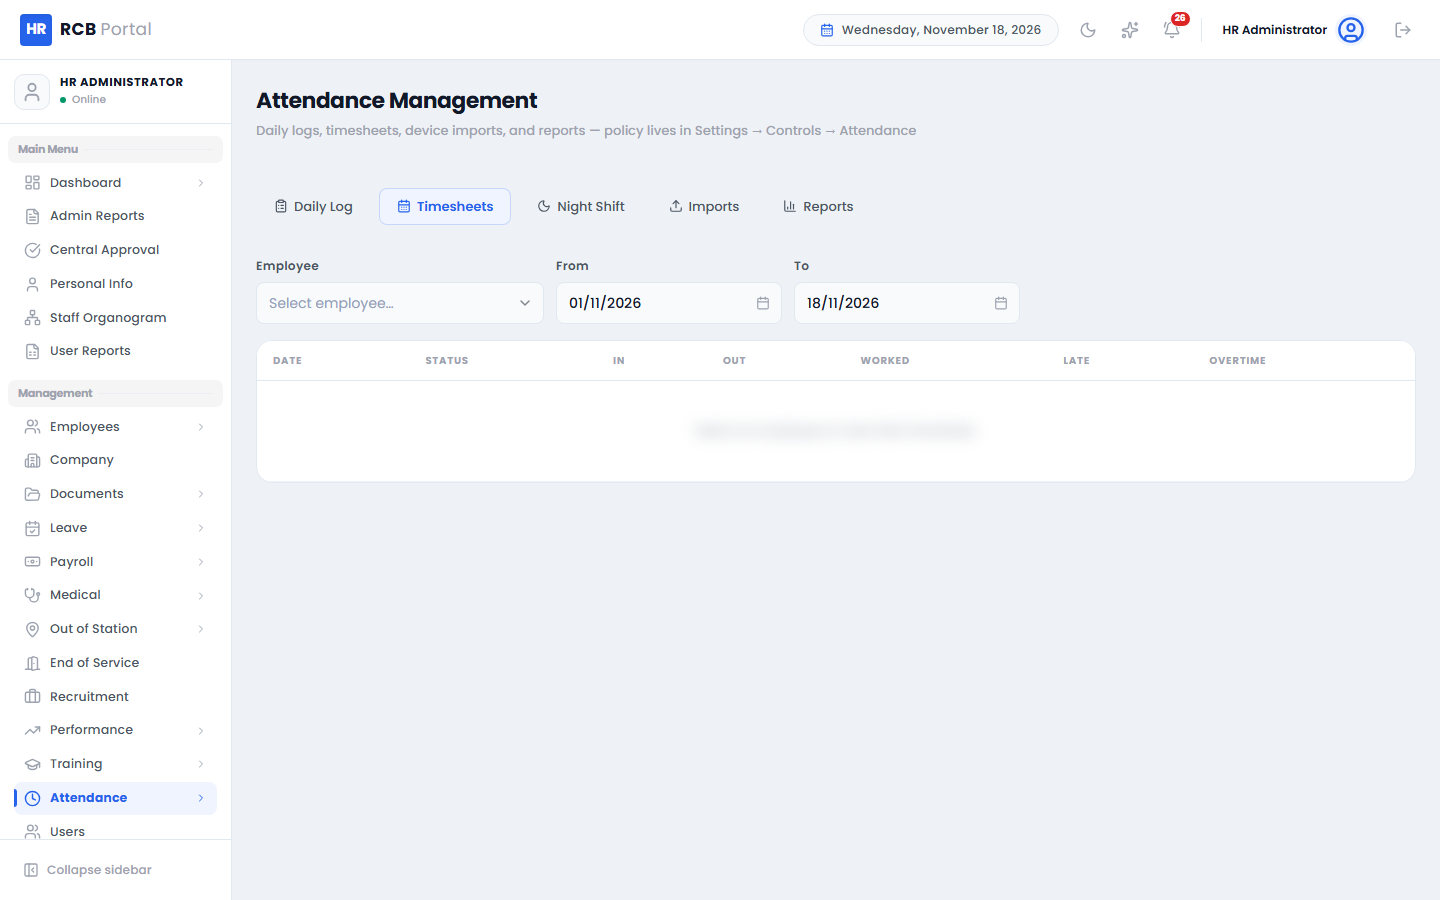 HR RCB Portal
Wednesday, November 18, 2026
26
HR Administrator
HR ADMINISTRATOR
Online
Main Menu
Dashboard
Admin Reports
Central Approval
Personal Info
Staff Organogram
User Reports
Management
Employees
Company
Documents
Leave
Payroll
Medical
Out of Station
End of Service
Recruitment
Performance
Training
Attendance
Users
Collapse sidebar
Attendance Management
Daily logs, timesheets, device imports, and reports — policy lives in Settings → Controls → Attendance
Daily Log Timesheets Night Shift Imports Reports
Employee From To
Select employee... 01/11/2026 18/11/2026
DATE STATUS IN OUT WORKED LATE OVERTIME